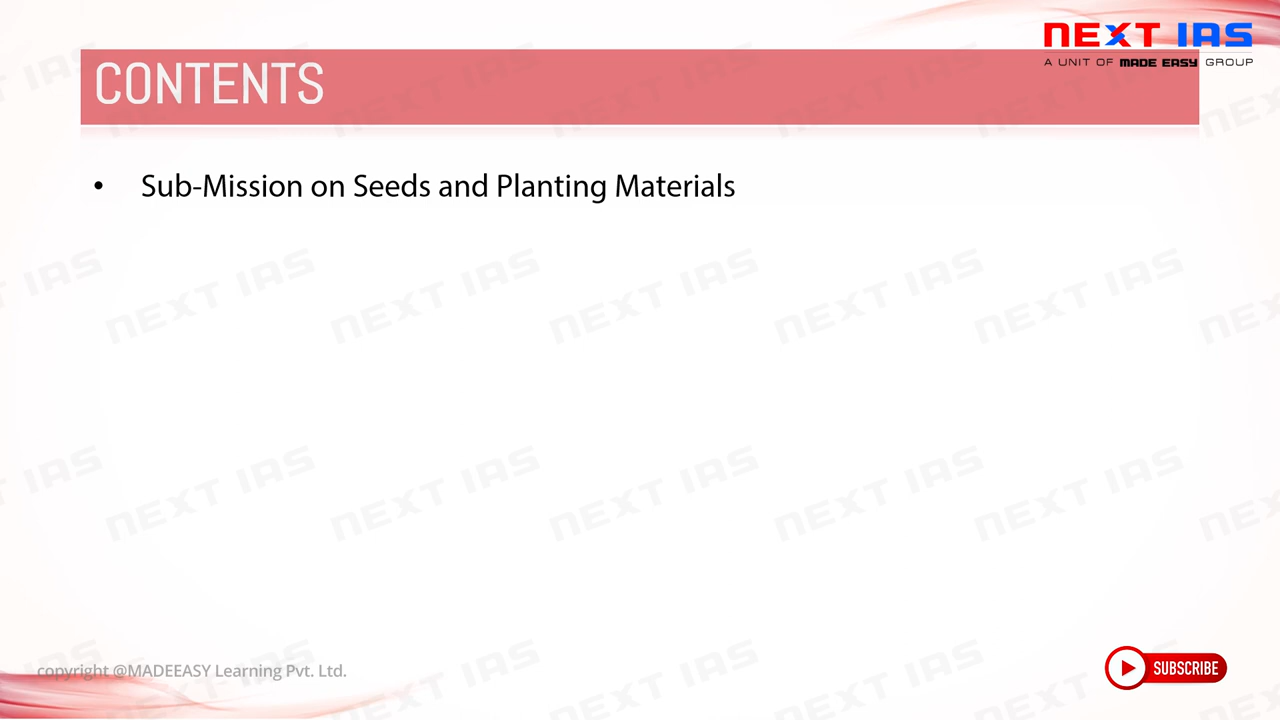 NEXT IAS
A UNIT OF MADE EASY GROUP
CONTENTS
• Sub-Mission on Seeds and Planting Materials
copyright @MADEEASY Learning Pvt. Ltd.
SUBSCRIBE